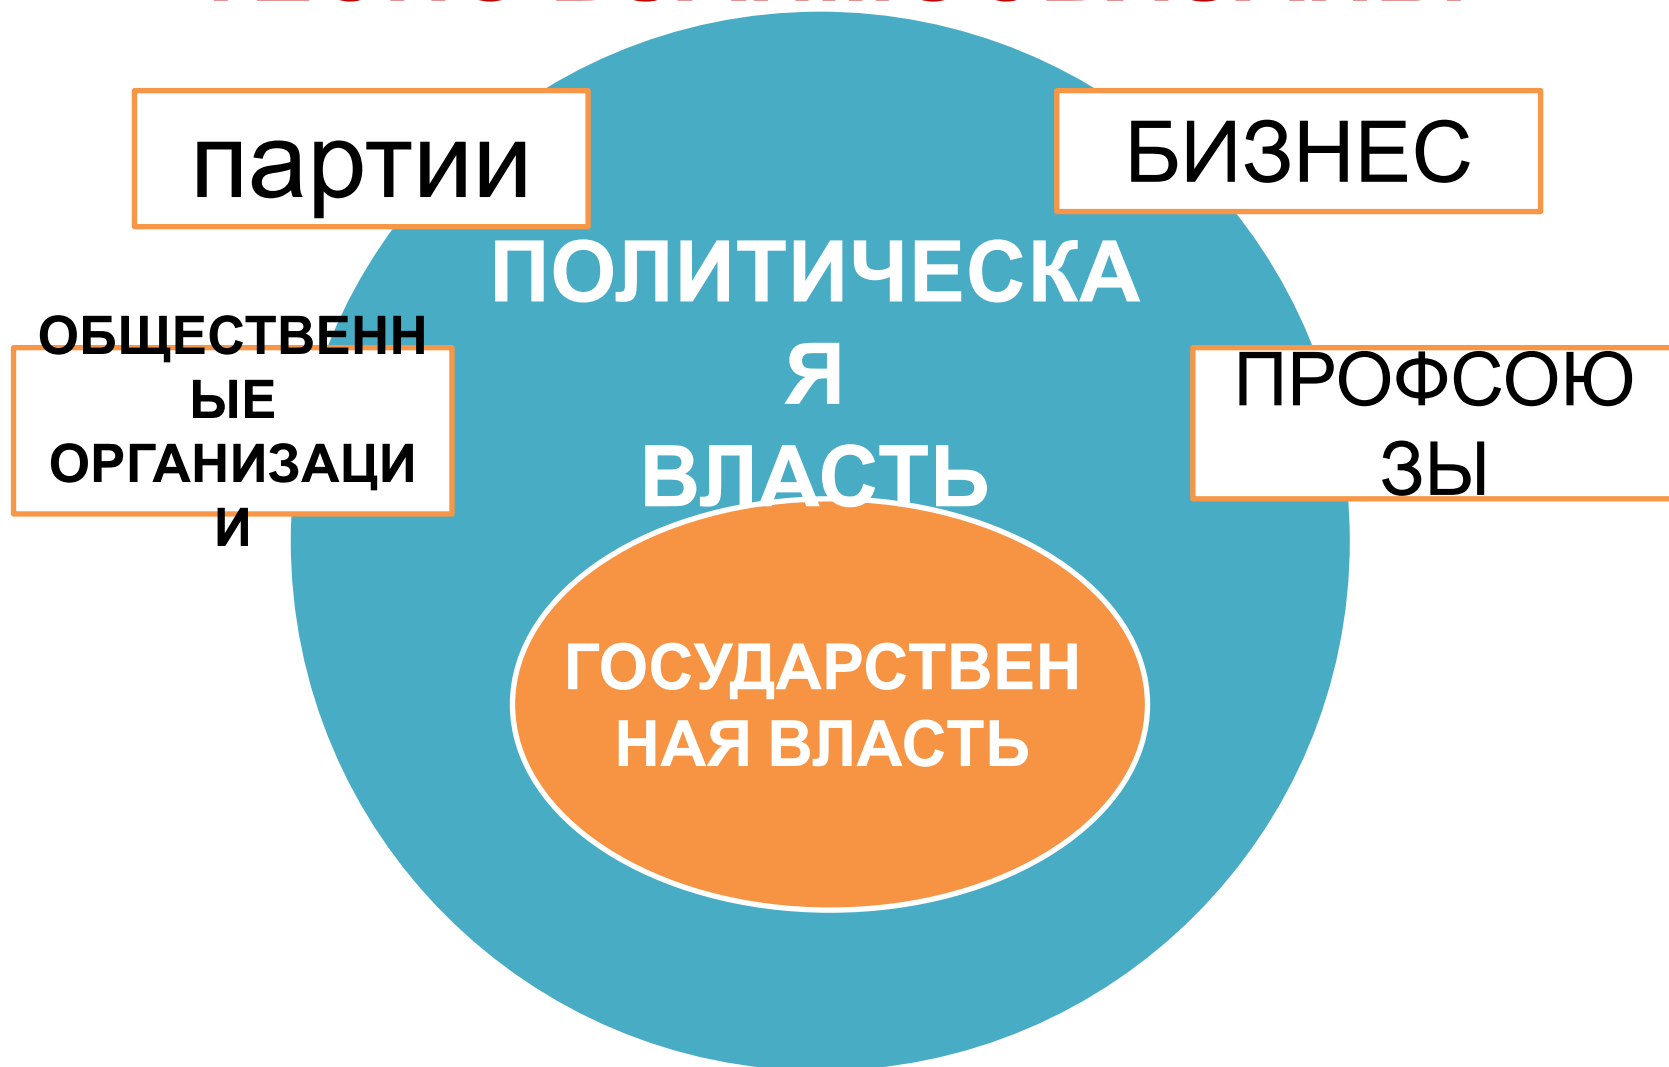 партии
БИЗНЕС
ПОЛИТИЧЕСКА
Я
ВЛАСТЬ
ОБЩЕСТВЕНН
ЫЕ
ОРГАНИЗАЦИ
И
ПРОФСОЮ
ЗЫ
ГОСУДАРСТВЕН
НАЯ ВЛАСТЬ